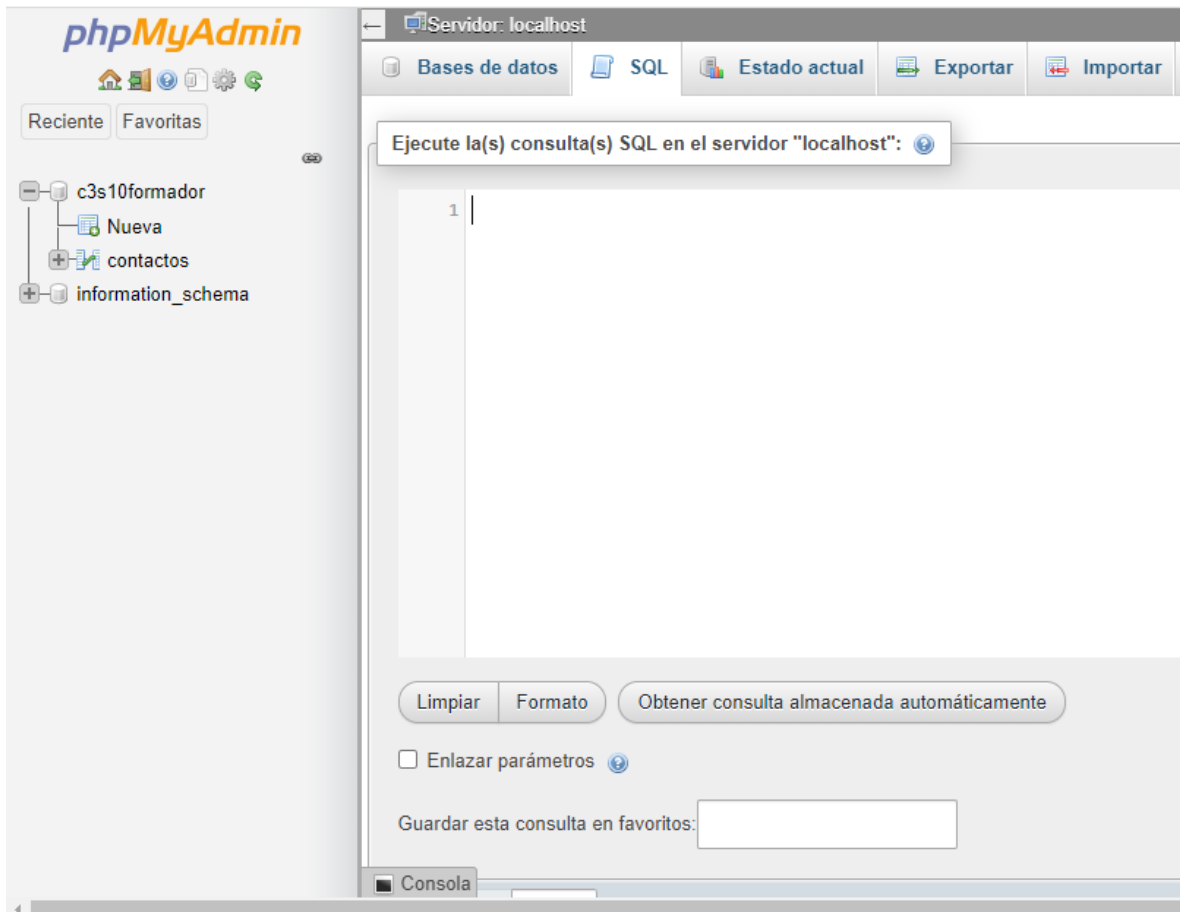 phpMyAdmin
Reciente Favoritas
c3s10formador
Nueva
contactos
information_schema
Servidor: localhost
Bases de datos SQL Estado actual Exportar Importar
Ejecute la(s) consulta(s) SQL en el servidor "localhost":
1
Limpiar Formato Obtener consulta almacenada automáticamente
Enlazar parámetros
Guardar esta consulta en favoritos:
Consola